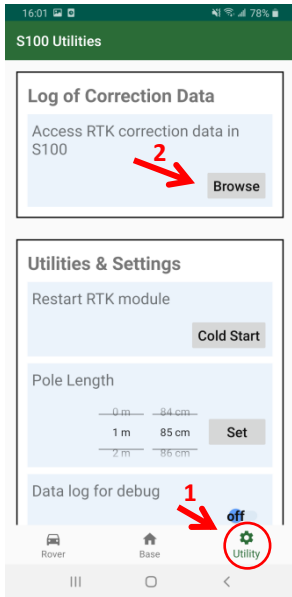 16:01 78%
S100 Utilities
Log of Correction Data
Access RTK correction data in
S100
2
Browse
Utilities & Settings
Restart RTK module
Cold Start
Pole Length
0 m 84 cm
1 m 85 cm Set
2 m 86 cm
Data log for debug
1
off
Rover Base Utility